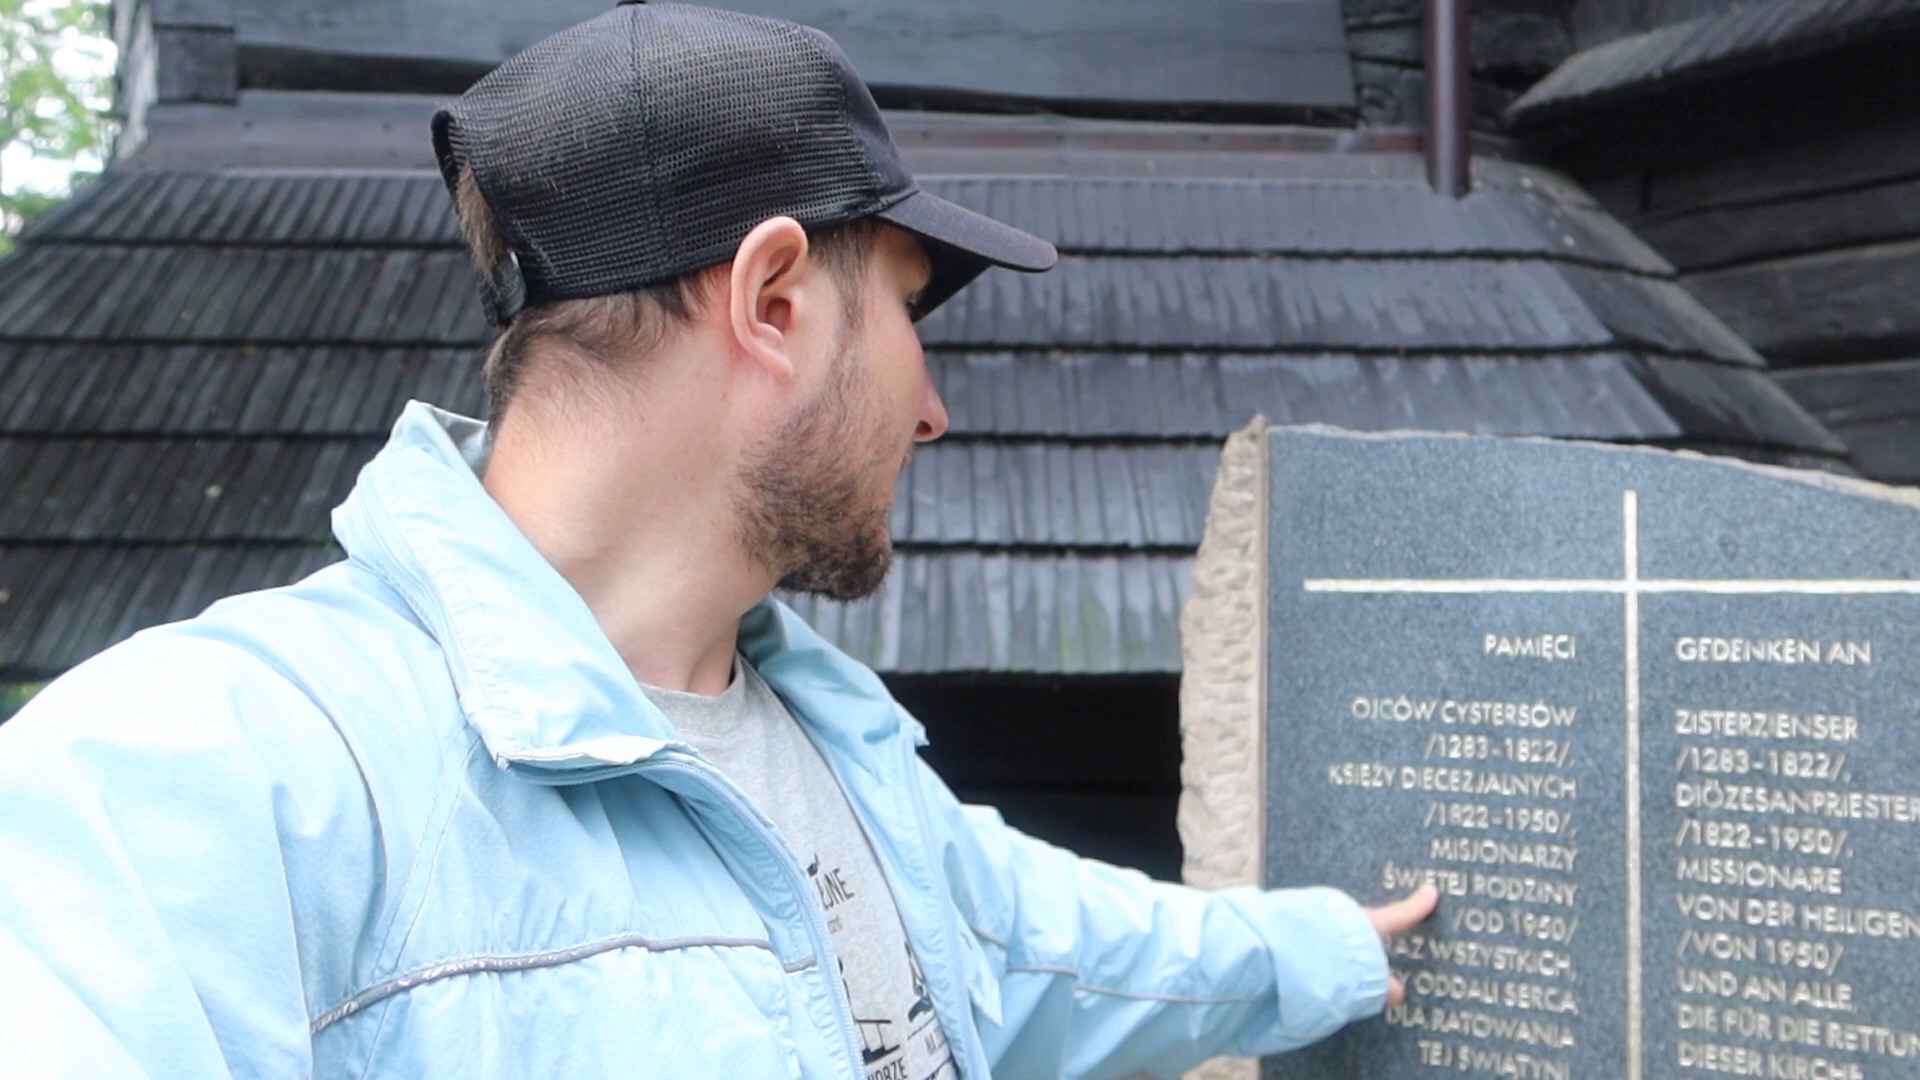 PAMIĘCI
OJCÓW CYSTERSÓW
/1283-1822/,
KSIĘŻY DIECEZJALNYCH
/1822-1950/,
MISJONARZY
ŚWIĘTEJ RODZINY
/OD 1950/
WSZYSTKICH,
ODDALI SERCA
DLA RATOWANIA
TEJ ŚWIĄTYNI
GEDENKEN AN
ZISTERZIENSER
/1283-1822/,
DIÖZESANPRIESTER
/1822-1950/,
MISSIONARE
VON DER HEILIGEN
/VON 1950/
UND AN ALLE,
DIE FÜR DIE RETTUN
DIESER KIRCHE